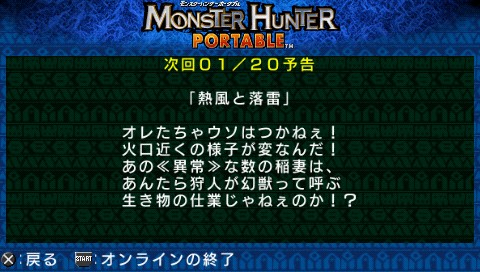 モンスターハンターポータブル
MONSTER HUNTER
PORTABLE™
次回01／20予告
「熱風と落雷」
オレたちゃウソはつかねぇ！
火口近くの様子が変なんだ！
あの≪異常≫な数の稲妻は、
あんたら狩人が幻獣って呼ぶ
生き物の仕業じゃねぇのか！？
:戻る START:オンラインの終了